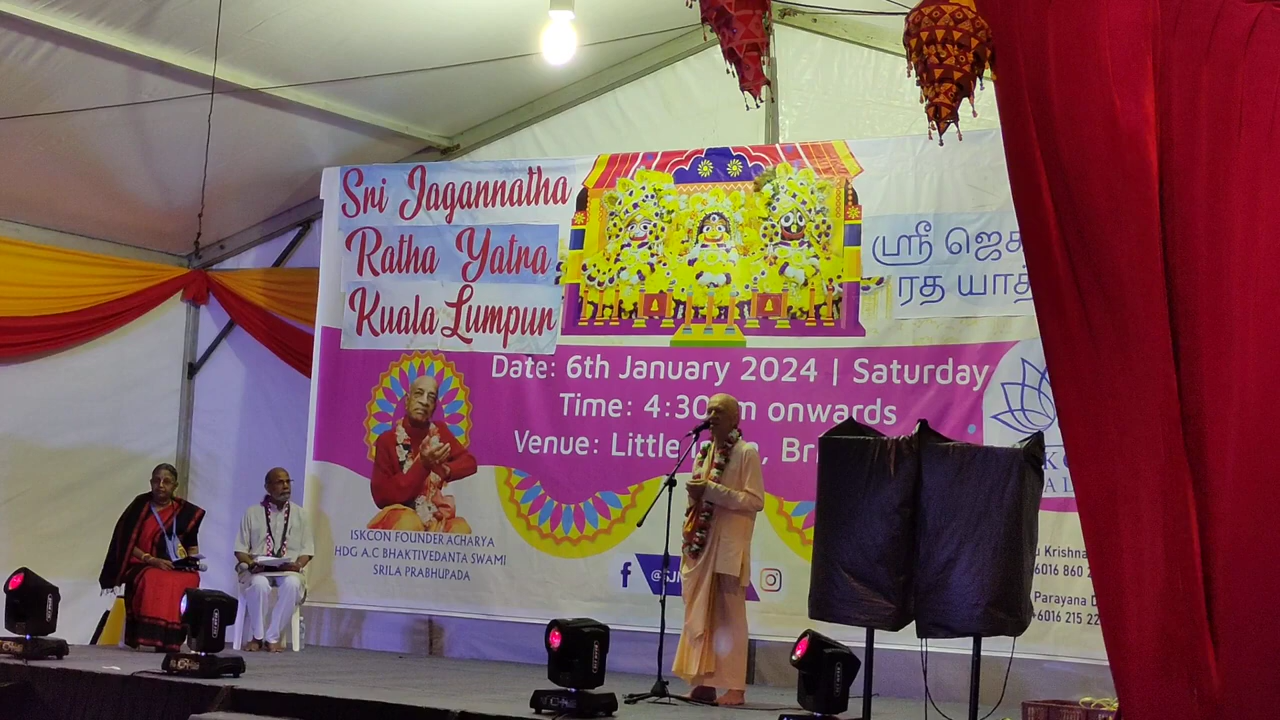 Sri Jagannatha
Ratha Yatra
Kuala Lumpur
ஸ்ரீ
ரத
Date: 6th January 2024 | Saturday
Time: 4:30 onwards
Venue: Little
ISKCON FOUNDER ACHARYA
HDG A.C BHAKTIVEDANTA SWAMI
SRILA PRABHUPADA
Krishna
+6016 860
Parayana
+6016 215 22